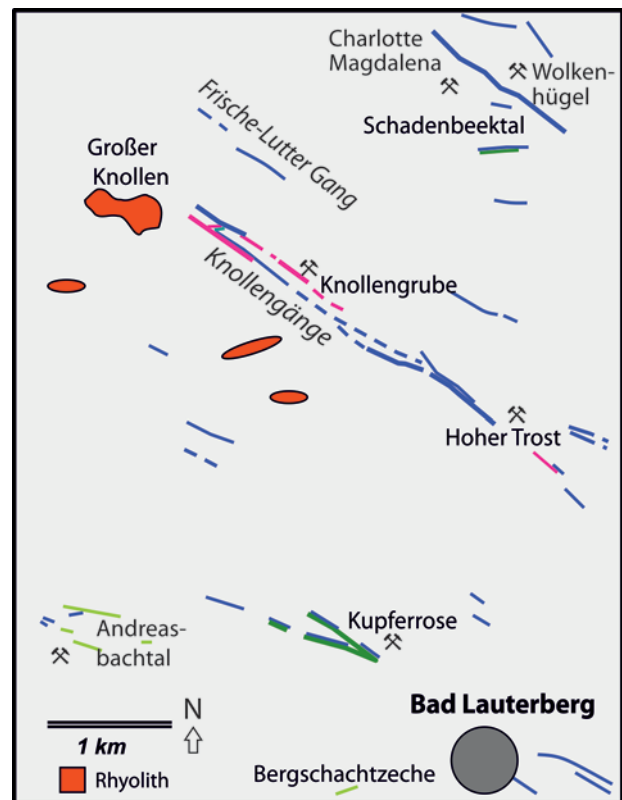 Charlotte
Magdalena
Wolken-
hügel
Schadenbeektal
Frische-Lutter Gang
Großer
Knollen
Knollengrube
Knollengänge
Hoher Trost
Kupferrose
Andreas-
bachtal
N
Bad Lauterberg
1 km
Bergschachtzeche
Rhyolith